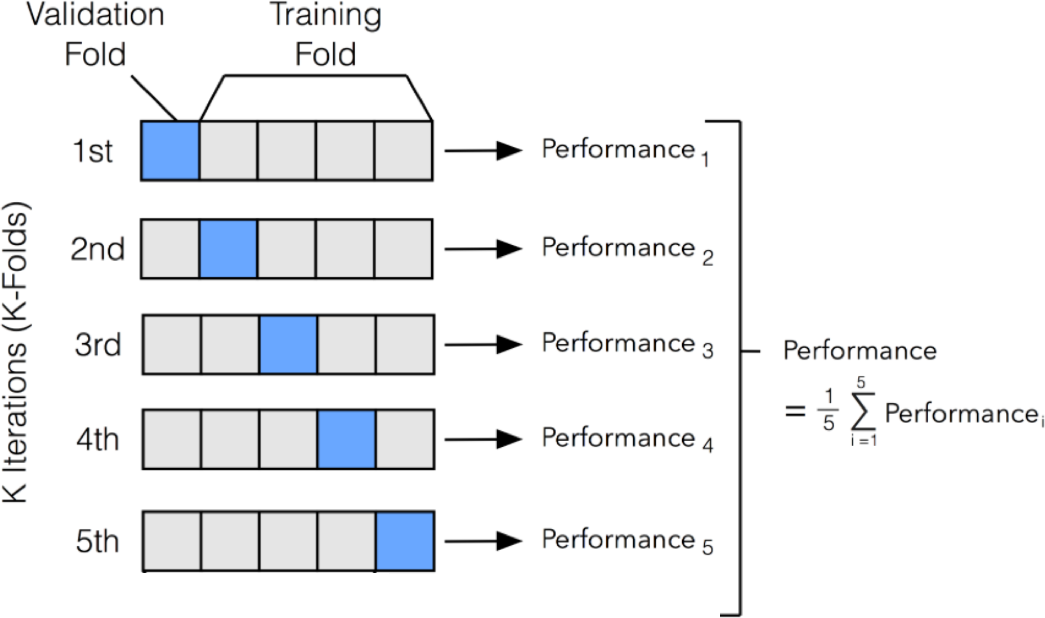 Validation
Fold
Training
Fold
K Iterations (K-Folds)
1st
Performance 1
2nd
Performance 2
3rd
Performance 3
4th
Performance 4
5th
Performance 5
Performance
= 1/5 5 ∑ i=1 Performance i